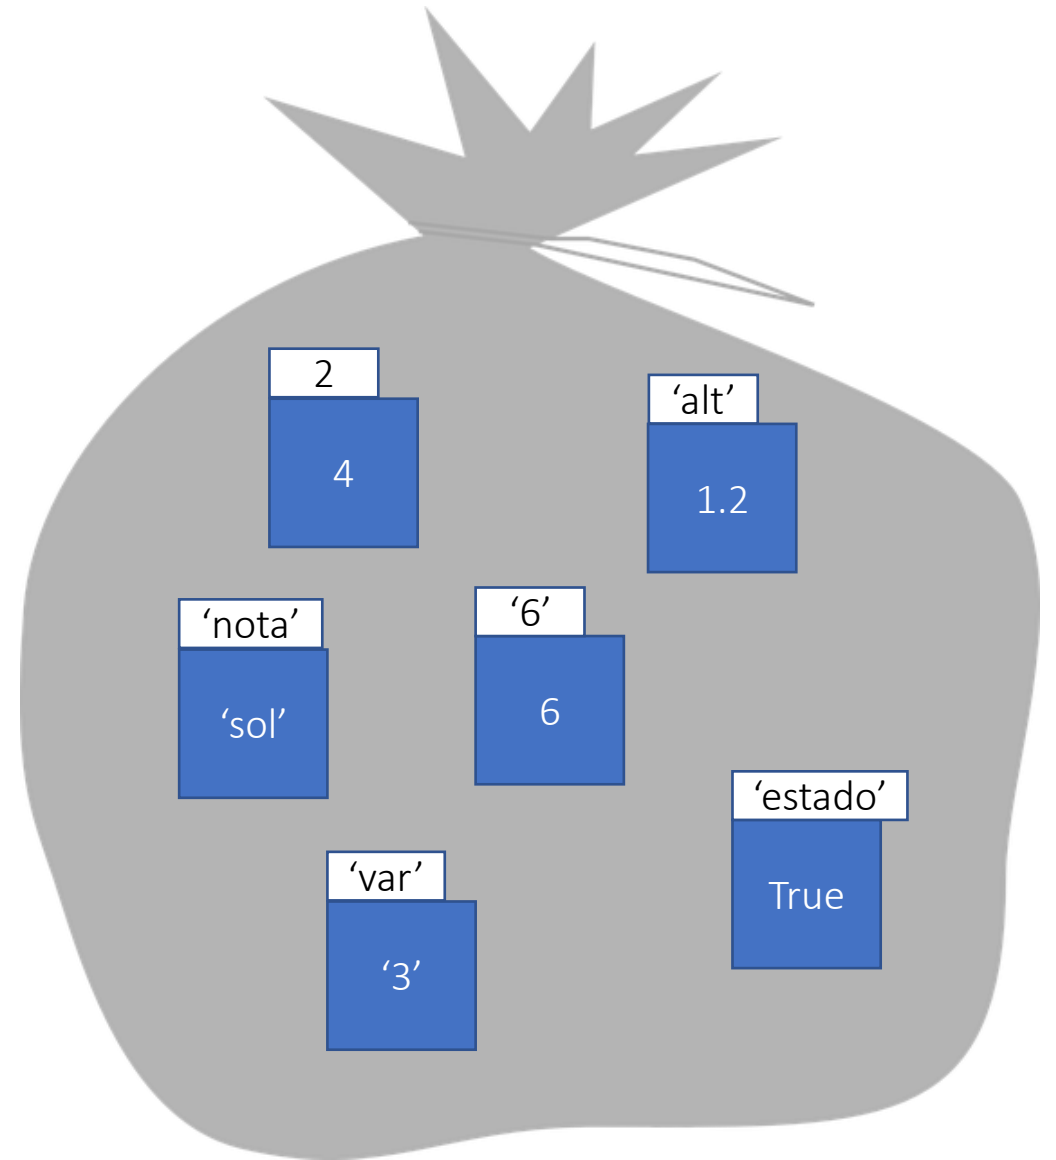 2
4
‘alt’
1.2
‘nota’
‘sol’
‘6’
6
‘estado’
True
‘var’
‘3’